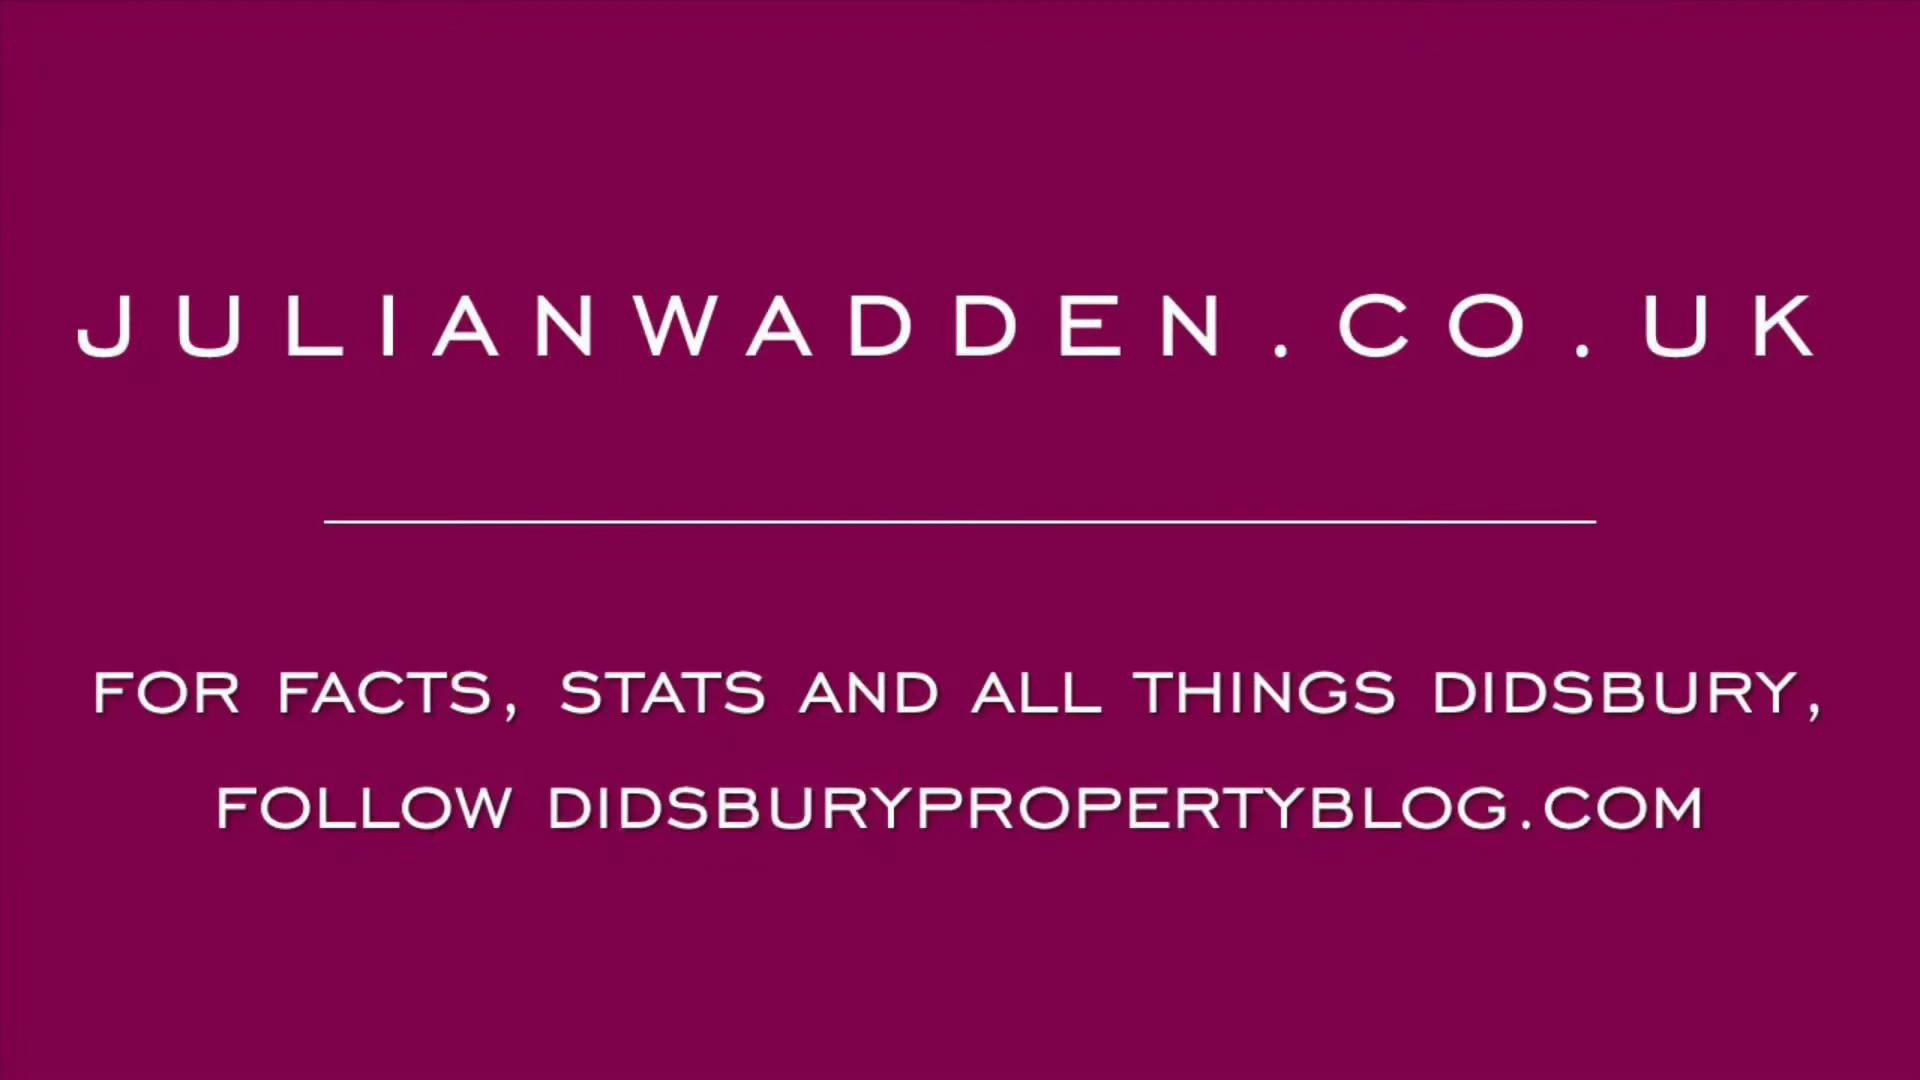 JULIANWADDEN.CO.UK
FOR FACTS, STATS AND ALL THINGS DIDSBURY,
FOLLOW DIDSBURYPROPERTYBLOG.COM